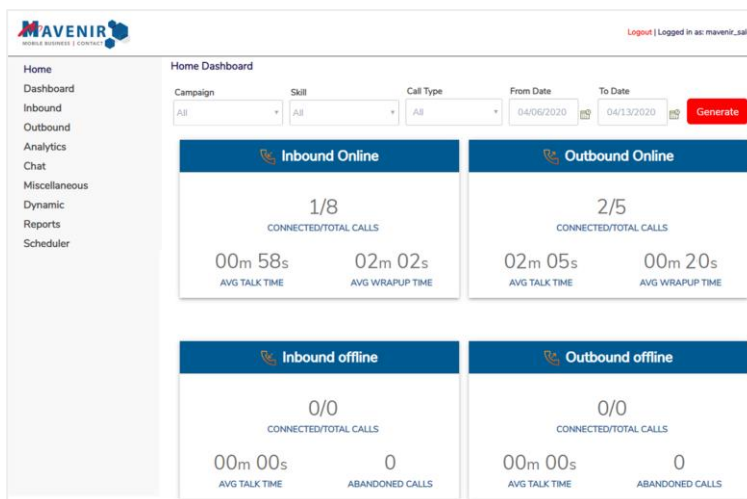 MAVENIR
MOBILE BUSINESS | CONTACT
Logout | Logged in as: mavenir_sal
Home
Dashboard
Inbound
Outbound
Analytics
Chat
Miscellaneous
Dynamic
Reports
Scheduler
Home Dashboard
Campaign Skill Call Type From Date To Date
All All All 04/06/2020 04/13/2020 Generate
Inbound Online
1/8
CONNECTED/TOTAL CALLS
00m 58s 02m 02s
AVG TALK TIME AVG WRAPUP TIME
Outbound Online
2/5
CONNECTED/TOTAL CALLS
02m 05s 00m 20s
AVG TALK TIME AVG WRAPUP TIME
Inbound offline
0/0
CONNECTED/TOTAL CALLS
00m 00s 0
AVG TALK TIME ABANDONED CALLS
Outbound offline
0/0
CONNECTED/TOTAL CALLS
00m 00s 0
AVG TALK TIME ABANDONED CALLS